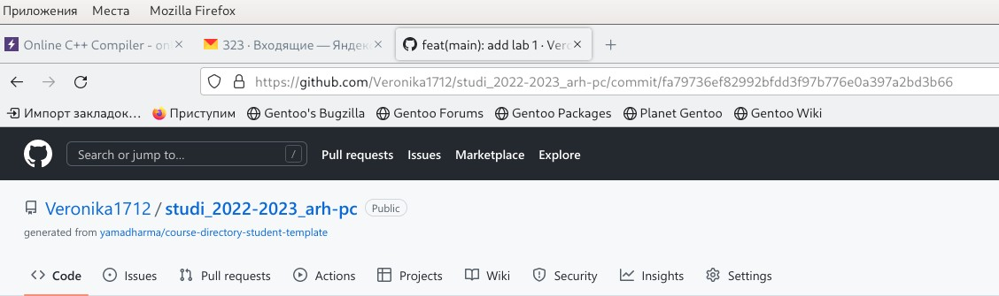 Приложения Места Mozilla Firefox
Online C++ Compiler - onl 323 · Входящие — Яндекс feat(main): add lab 1 · Vero
https://github.com/Veronika1712/studi_2022-2023_arh-pc/commit/fa79736ef82992bfdd3f97b776e0a397a2bd3b66
Импорт закладок... Приступим Gentoo's Bugzilla Gentoo Forums Gentoo Packages Planet Gentoo Gentoo Wiki
Search or jump to... / Pull requests Issues Marketplace Explore
Veronika1712 / studi_2022-2023_arh-pc Public
generated from yamadharma/course-directory-student-template
Code Issues Pull requests Actions Projects Wiki Security Insights Settings